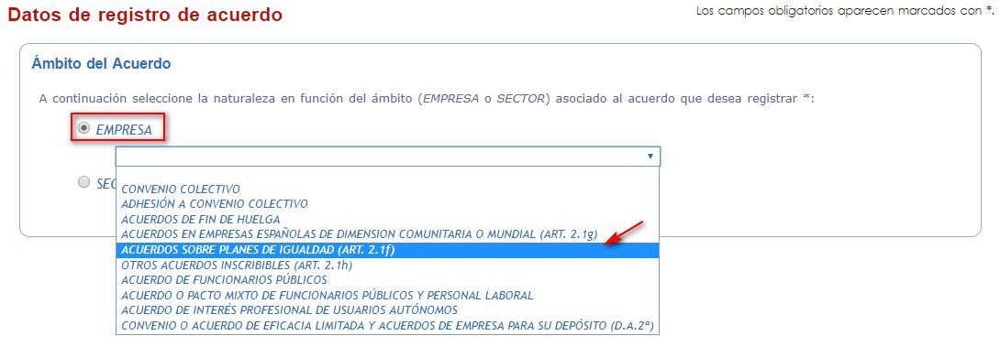 Datos de registro de acuerdo
Los campos obligatorios aparecen marcados con *.
Ámbito del Acuerdo
A continuación seleccione la naturaleza en función del ámbito (EMPRESA o SECTOR) asociado al acuerdo que desea registrar *:
EMPRESA
SEC
CONVENIO COLECTIVO
ADHESIÓN A CONVENIO COLECTIVO
ACUERDOS DE FIN DE HUELGA
ACUERDOS EN EMPRESAS ESPAÑOLAS DE DIMENSION COMUNITARIA O MUNDIAL (ART. 2.1g)
ACUERDOS SOBRE PLANES DE IGUALDAD (ART. 2.1f)
OTROS ACUERDOS INSCRIBIBLES (ART. 2.1h)
ACUERDO DE FUNCIONARIOS PÚBLICOS
ACUERDO O PACTO MIXTO DE FUNCIONARIOS PÚBLICOS Y PERSONAL LABORAL
ACUERDO DE INTERÉS PROFESIONAL DE USUARIOS AUTÓNOMOS
CONVENIO O ACUERDO DE EFICACIA LIMITADA Y ACUERDOS DE EMPRESA PARA SU DEPÓSITO (D.A.2ª)